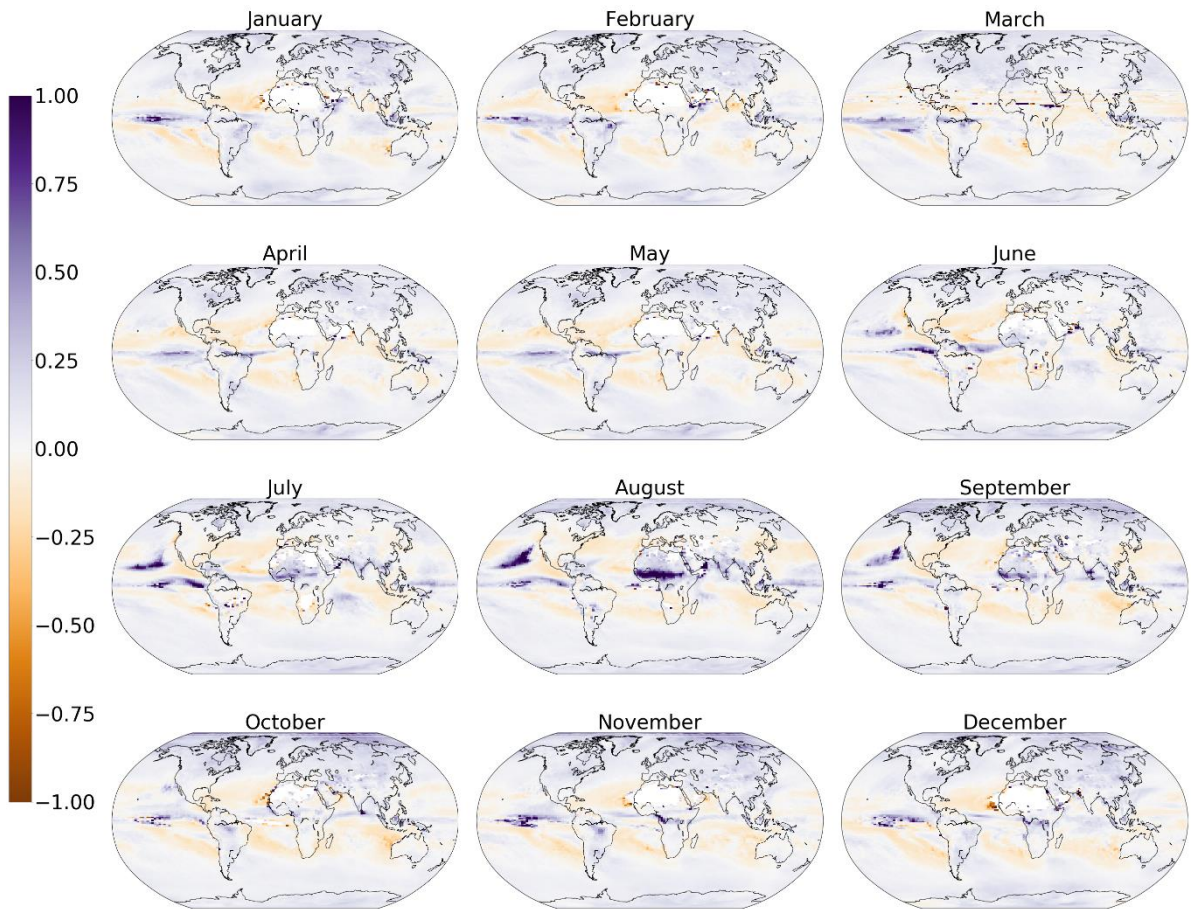 January
February
March
1.00
0.75
0.50
0.25
0.00
−0.25
−0.50
−0.75
−1.00
April
May
June
July
August
September
October
November
December